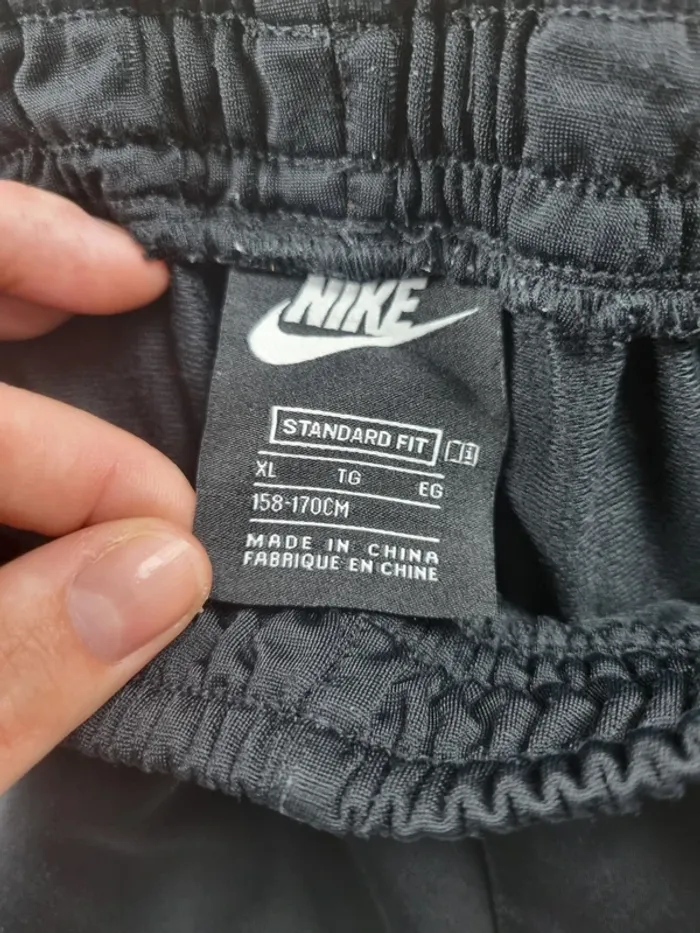 NIKE
STANDARD FIT
XL TG EG
158-170CM
MADE IN CHINA
FABRIQUE EN CHINE